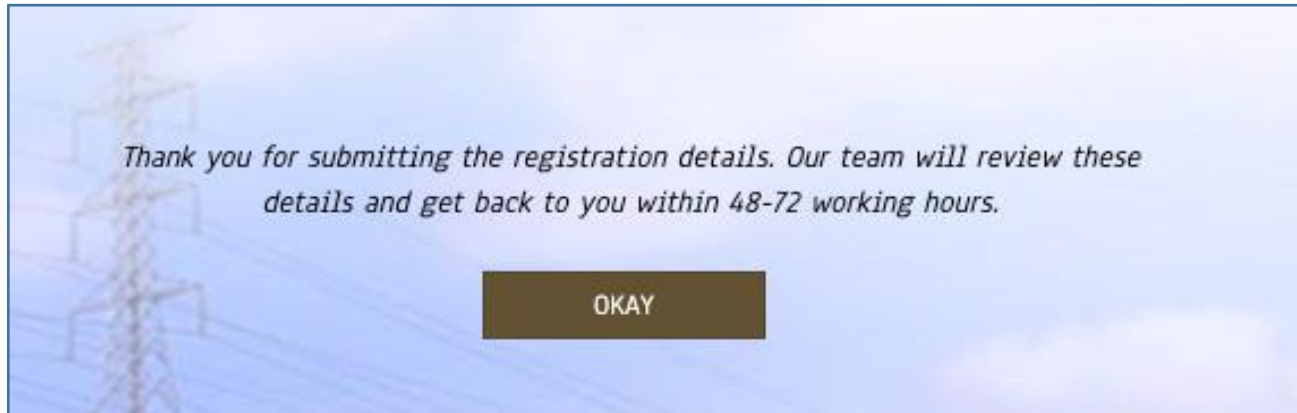 Thank you for submitting the registration details. Our team will review these
details and get back to you within 48-72 working hours.
OKAY